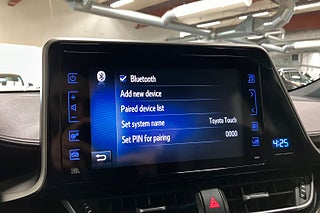 Bluetooth
Add new device
Paired device list
Set system name Toyota Touch
Set PIN for pairing 0000
4:25
JBL